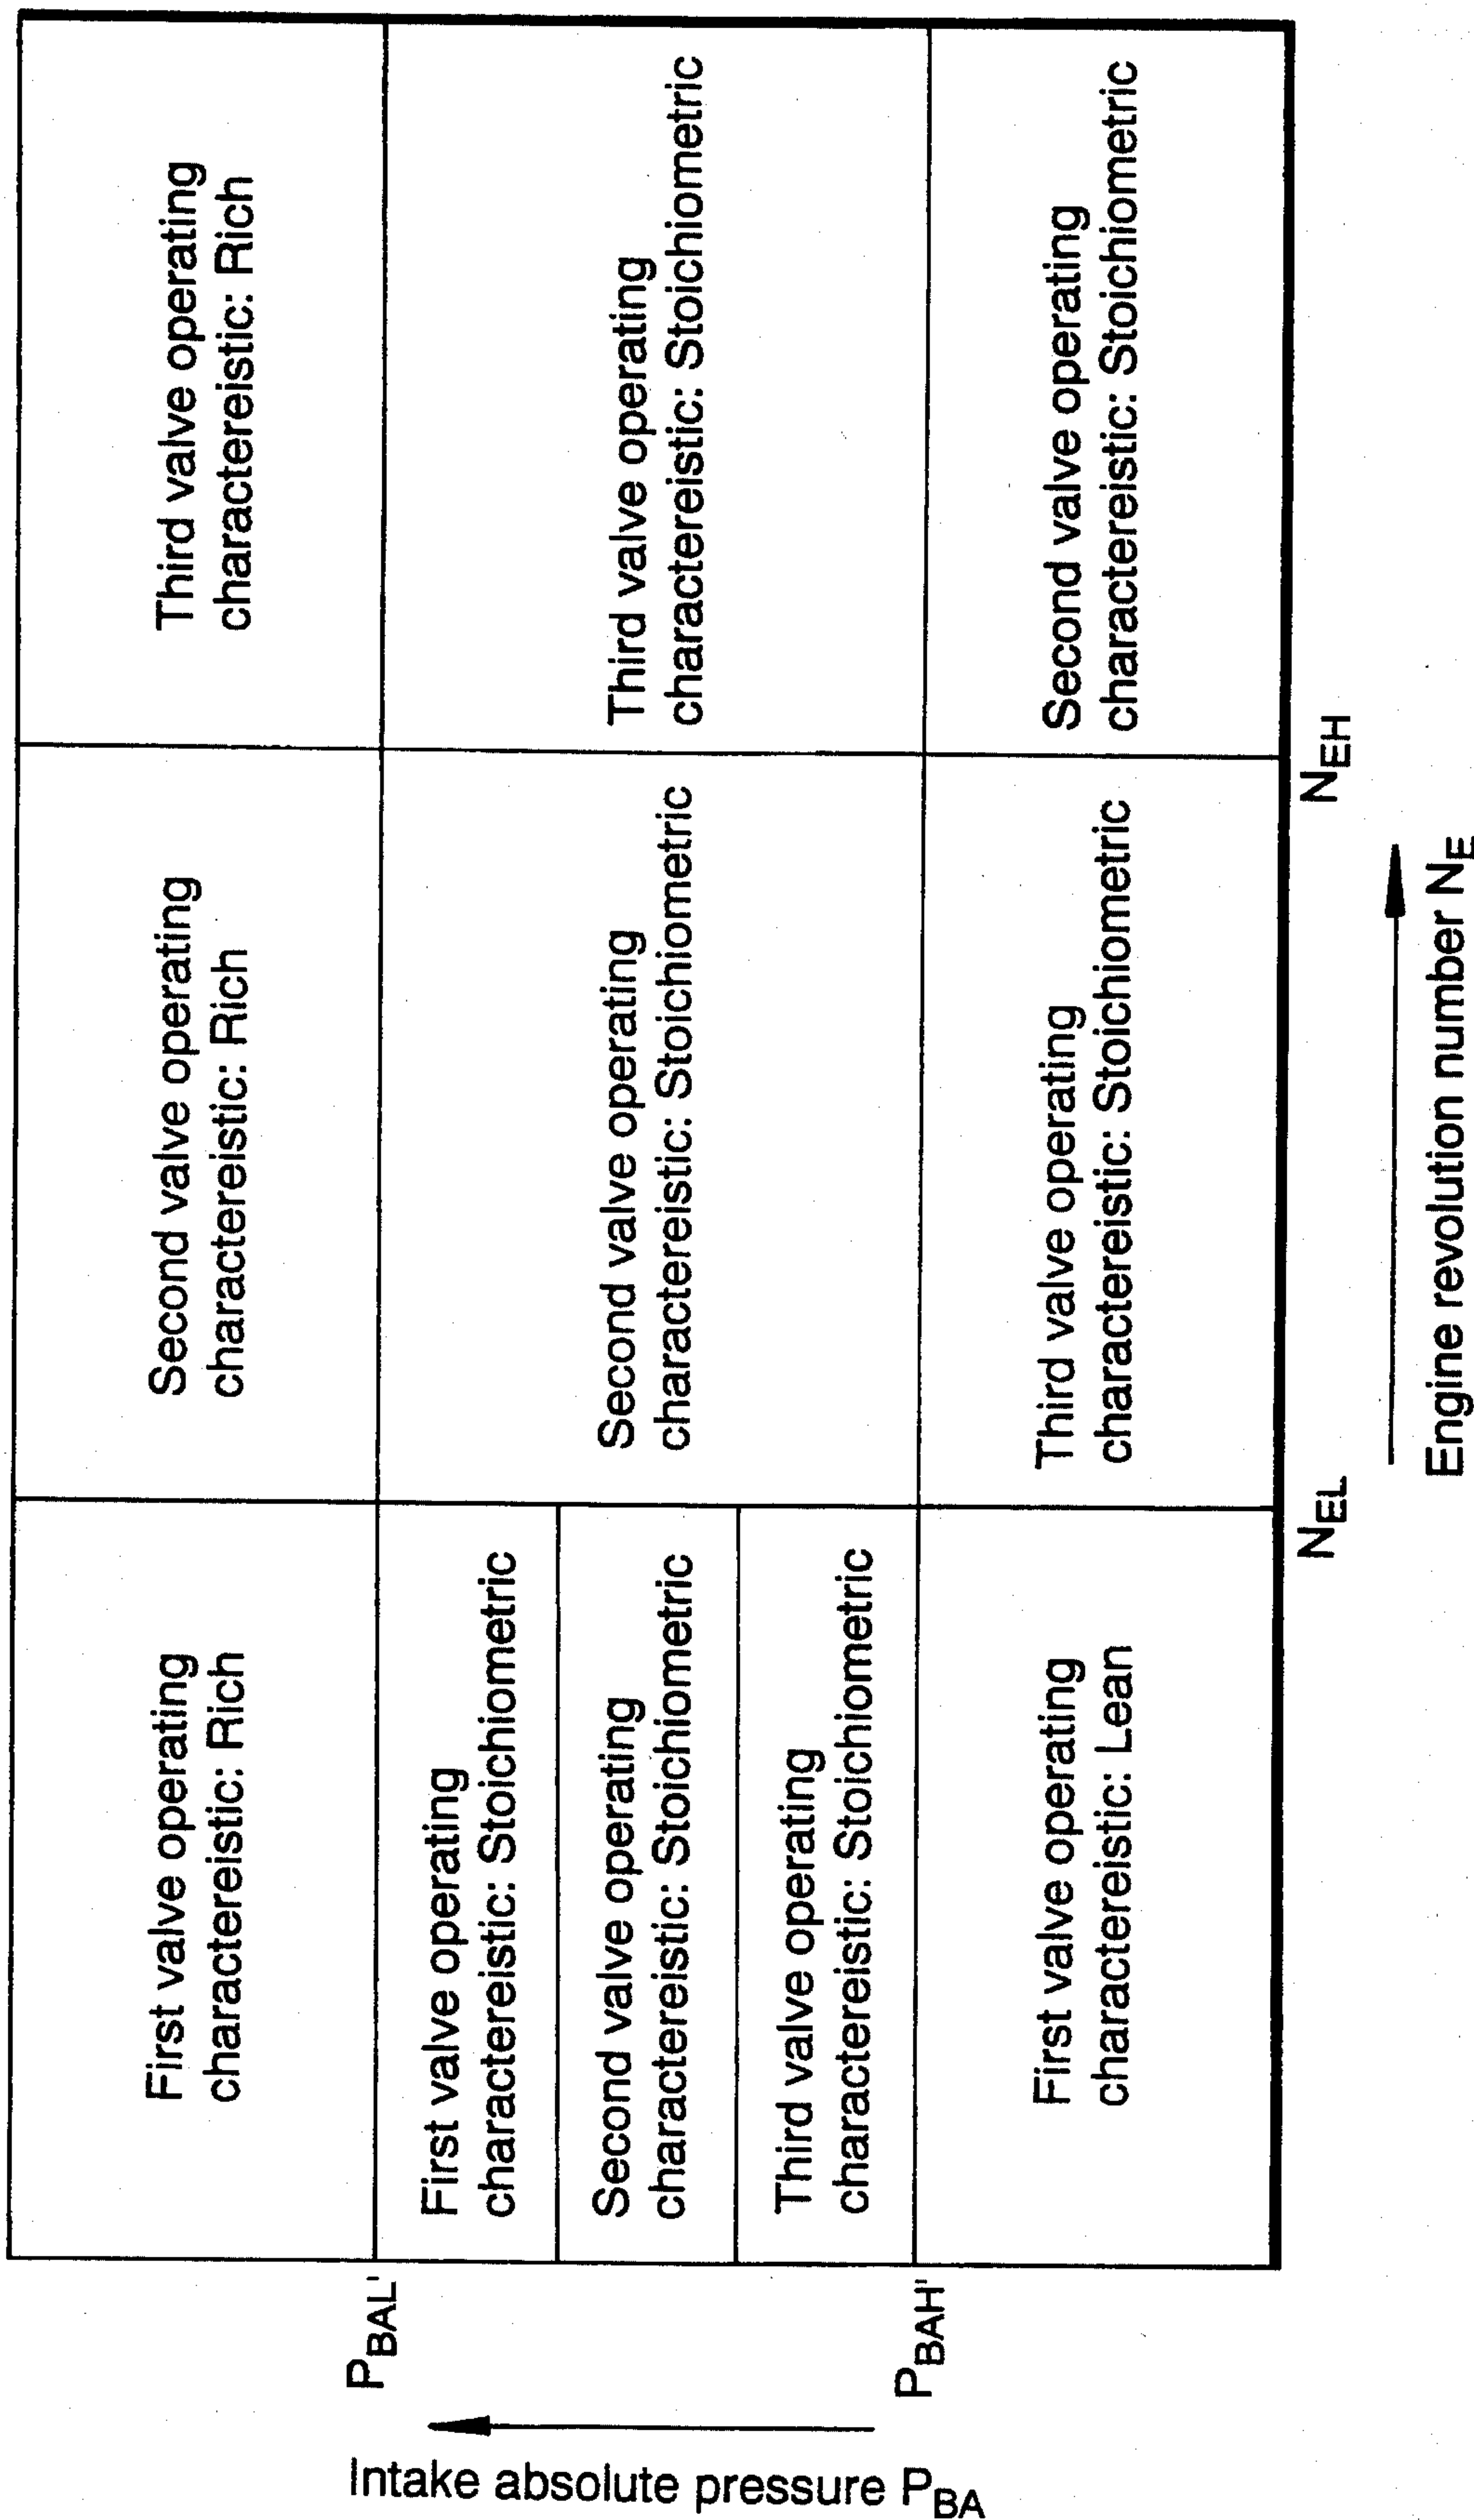 First valve operating
charactereistic: Rich
Second valve operating
charactereistic: Rich
Third valve operating
charactereistic: Rich
PBAL'
First valve operating
charactereistic: Stoichiometric
Second valve operating
charactereistic: Stoichiometric
Third valve operating
charactereistic: Stoichiometric
Second valve operating
charactereistic: Stoichiometric
Third valve operating
charactereistic: Stoichiometric
PBAH'
First valve operating
charactereistic: Lean
Third valve operating
charactereistic: Stoichiometric
Second valve operating
charactereistic: Stoichiometric
Intake absolute pressure PBA
NEL
NEH
Engine revolution number NE